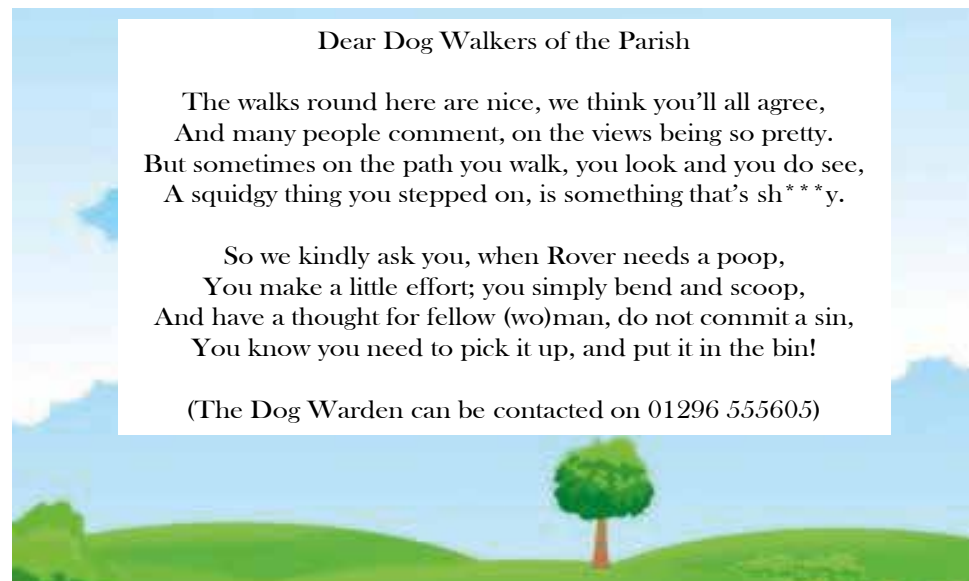 Dear Dog Walkers of the Parish
The walks round here are nice, we think you’ll all agree,
And many people comment, on the views being so pretty.
But sometimes on the path you walk, you look and you do see,
A squidgy thing you stepped on, is something that’s sh***y.
So we kindly ask you, when Rover needs a poop,
You make a little effort; you simply bend and scoop,
And have a thought for fellow (wo)man, do not commit a sin,
You know you need to pick it up, and put it in the bin!
(The Dog Warden can be contacted on 01296 555605)